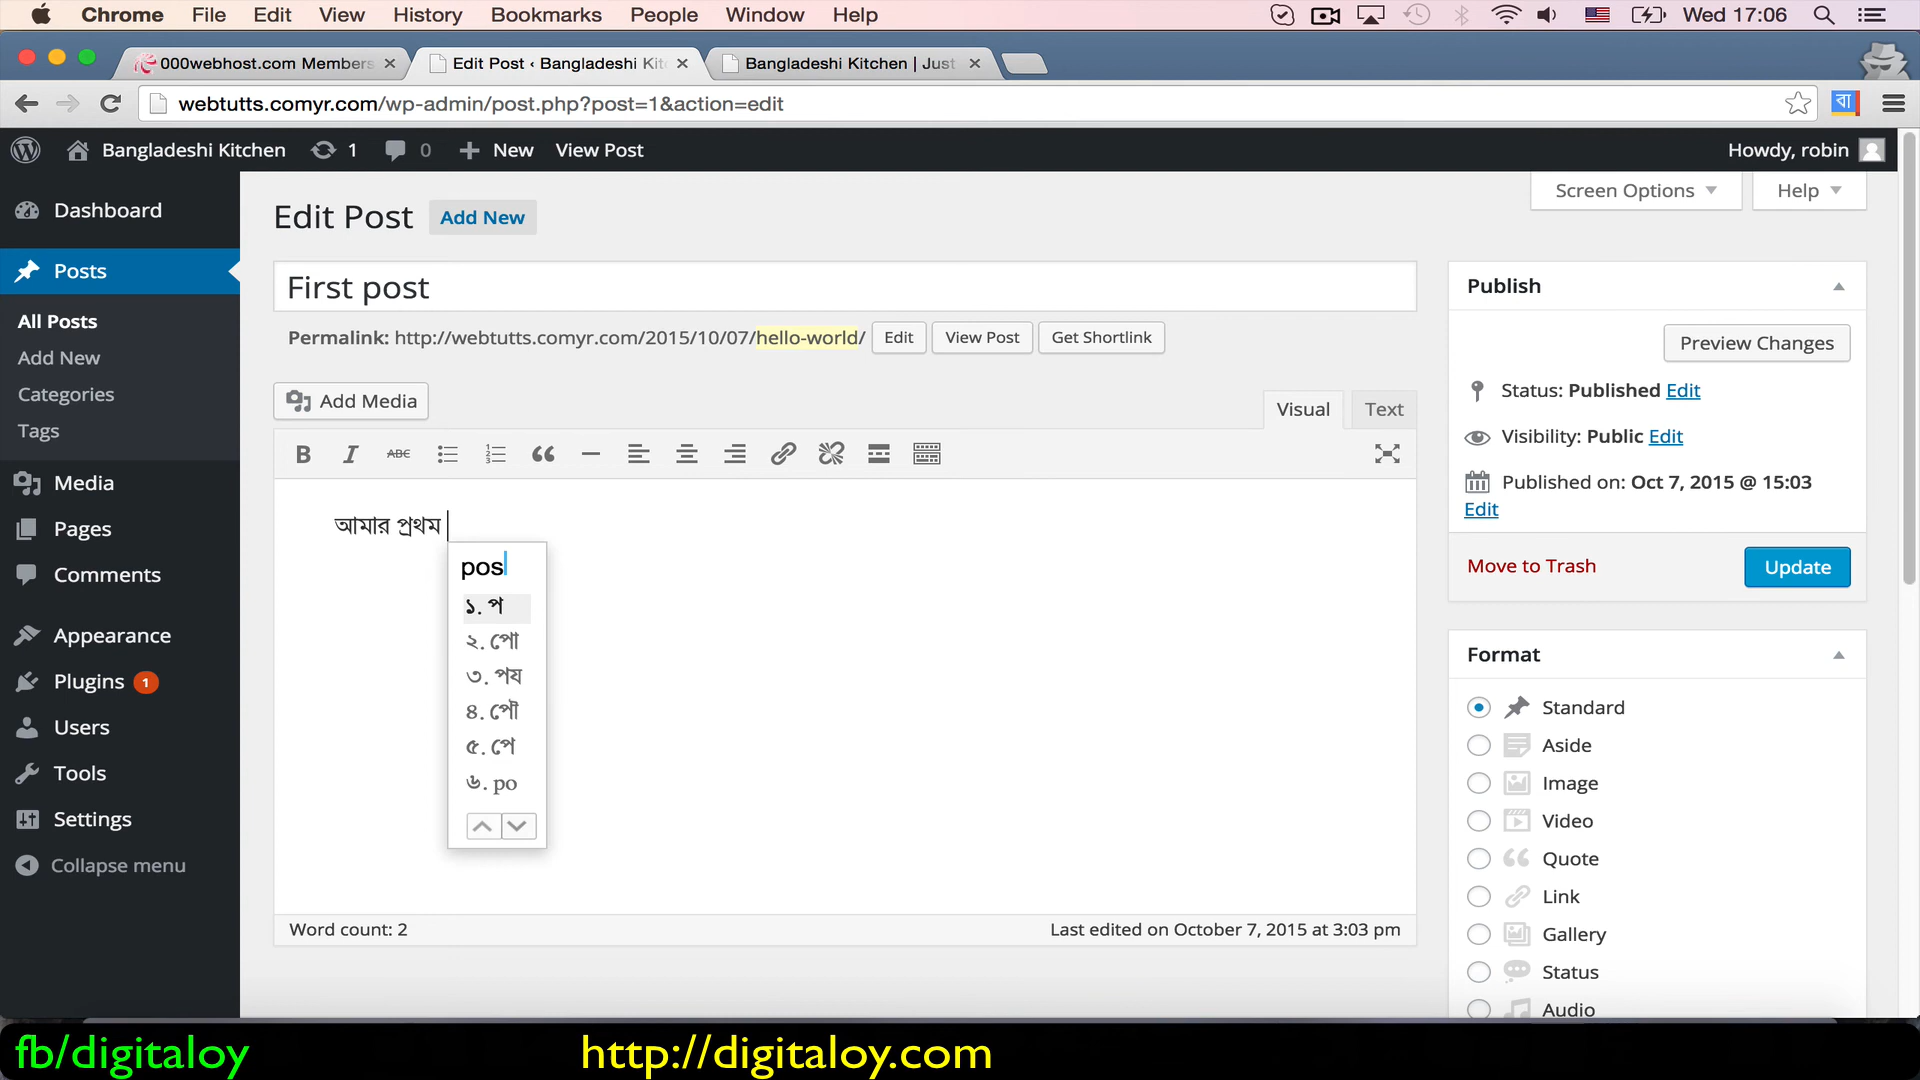 Chrome File Edit View History Bookmarks People Window Help Wed 17:06
000webhost.com Members Edit Post ‹ Bangladeshi Kit Bangladeshi Kitchen | Just
webtutts.comyr.com/wp-admin/post.php?post=1&action=edit বা
Bangladeshi Kitchen 1 0 New View Post Howdy, robin
Screen Options Help
Dashboard
Posts
All Posts
Add New
Categories
Tags
Media
Pages
Comments
Appearance
Plugins 1
Users
Tools
Settings
Collapse menu
Edit Post Add New
First post
Permalink: http://webtutts.comyr.com/2015/10/07/hello-world/ Edit View Post Get Shortlink
Add Media Visual Text
B I ABC
আমার প্রথম
pos
১. প
২. পো
৩. পয
৪. পৌ
৫. পে
৬. po
Word count: 2 Last edited on October 7, 2015 at 3:03 pm
Publish
Preview Changes
Status: Published Edit
Visibility: Public Edit
Published on: Oct 7, 2015 @ 15:03
Edit
Move to Trash Update
Format
Standard
Aside
Image
Video
Quote
Link
Gallery
Status
Audio
fb/digitaloy http://digitaloy.com